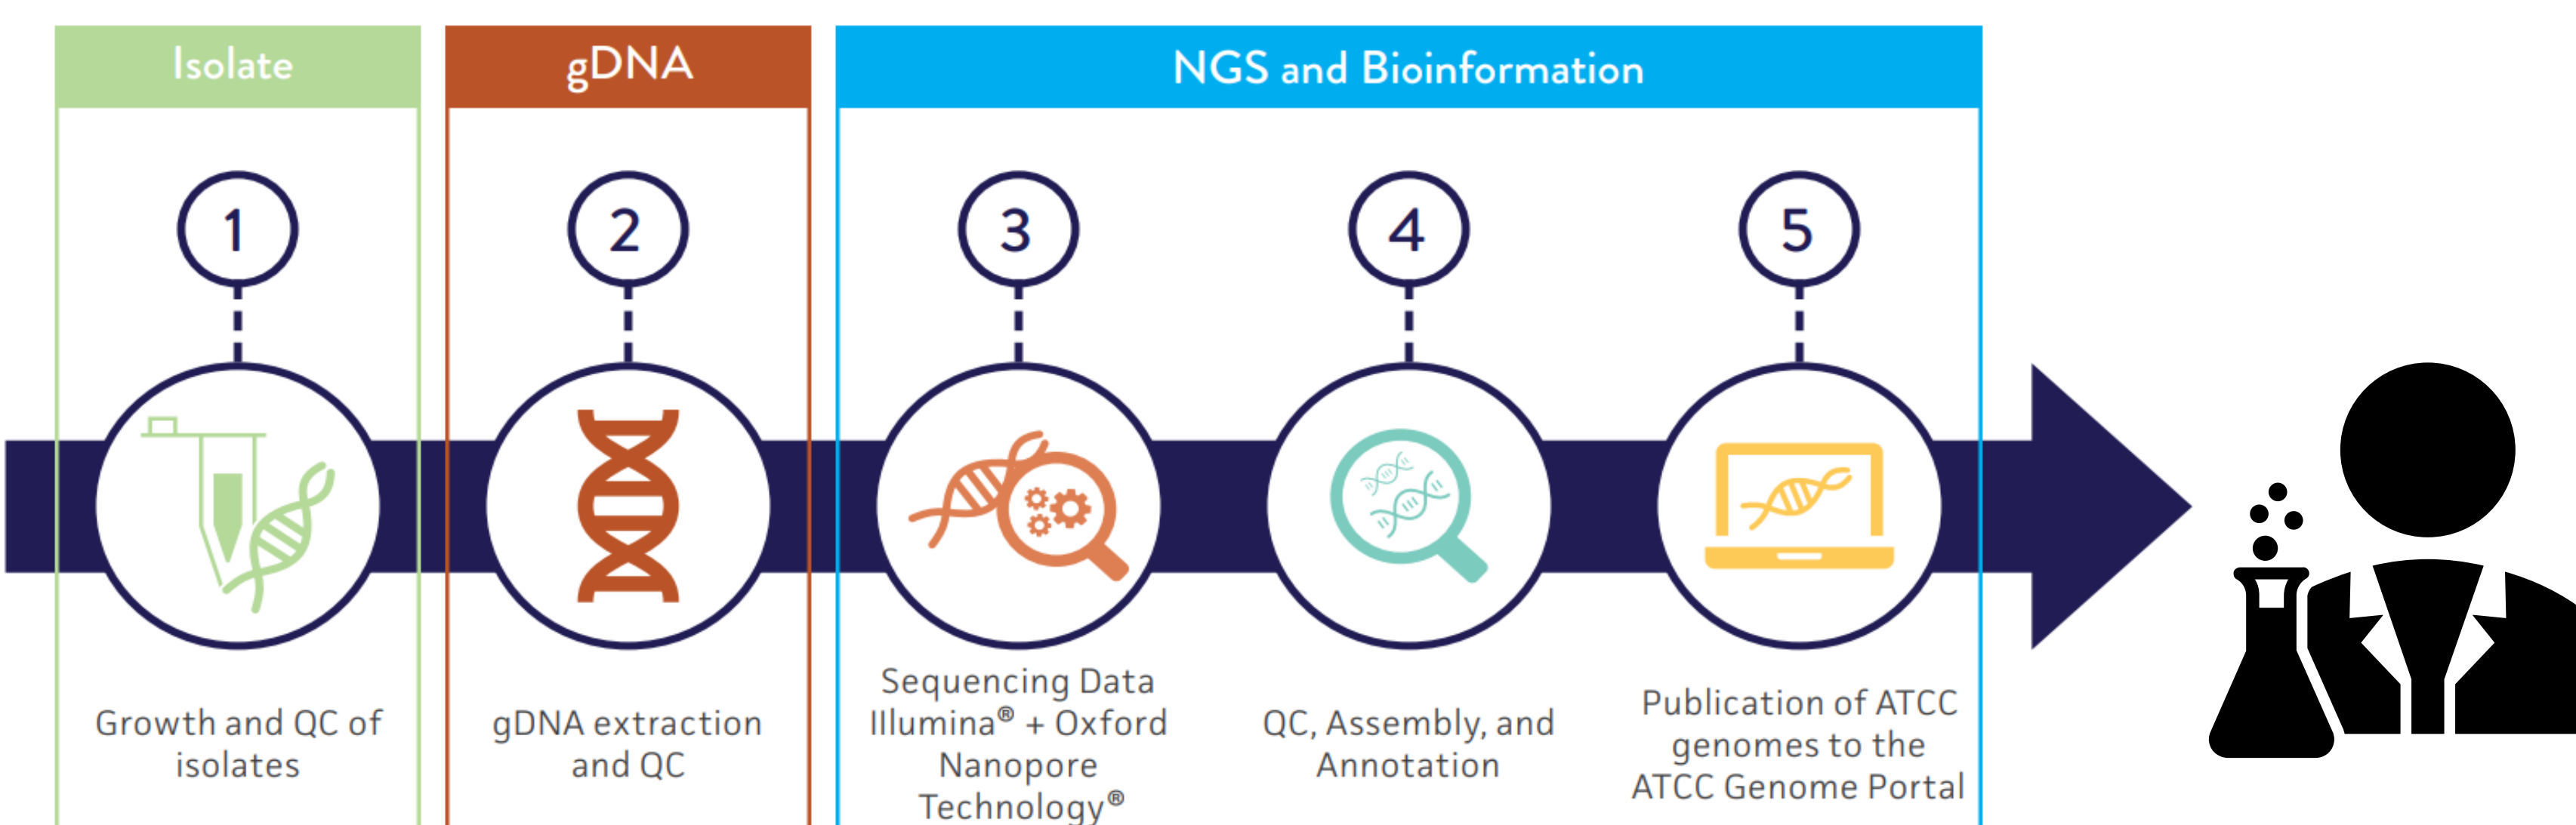 Isolate
gDNA
NGS and Bioinformation
1
2
3
4
5
Growth and QC of
isolates
gDNA extraction
and QC
Sequencing Data
Illumina® + Oxford
Nanopore
Technology®
QC, Assembly, and
Annotation
Publication of ATCC
genomes to the
ATCC Genome Portal